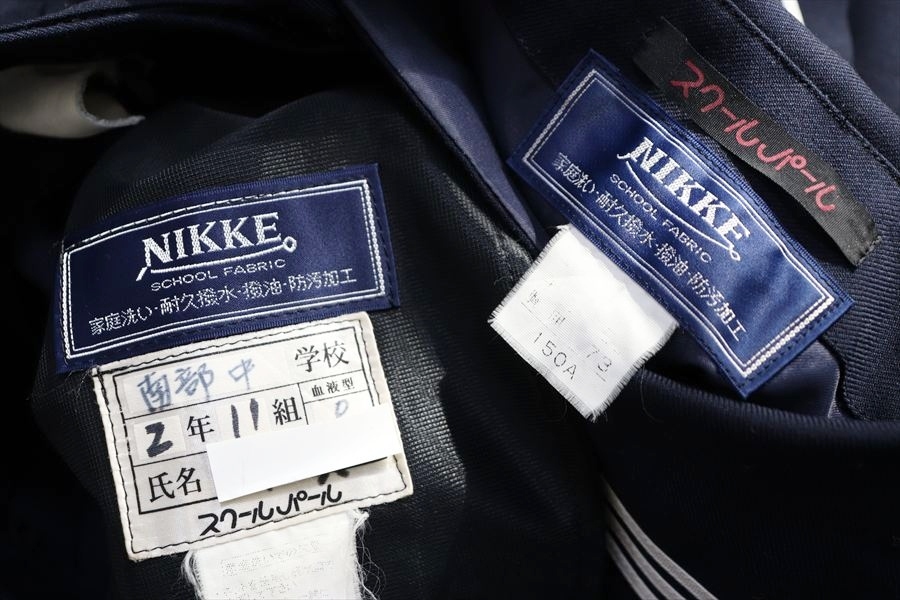 NIKKE
SCHOOL FABRIC
家庭洗い・耐久撥水・撥油・防汚加工
南部中 学校
2年 11組 血液型 O
氏名
スクールパール
スクールパール
NIKKE
SCHOOL FABRIC
家庭洗い・耐久撥水・撥油・防汚加工
73
150A